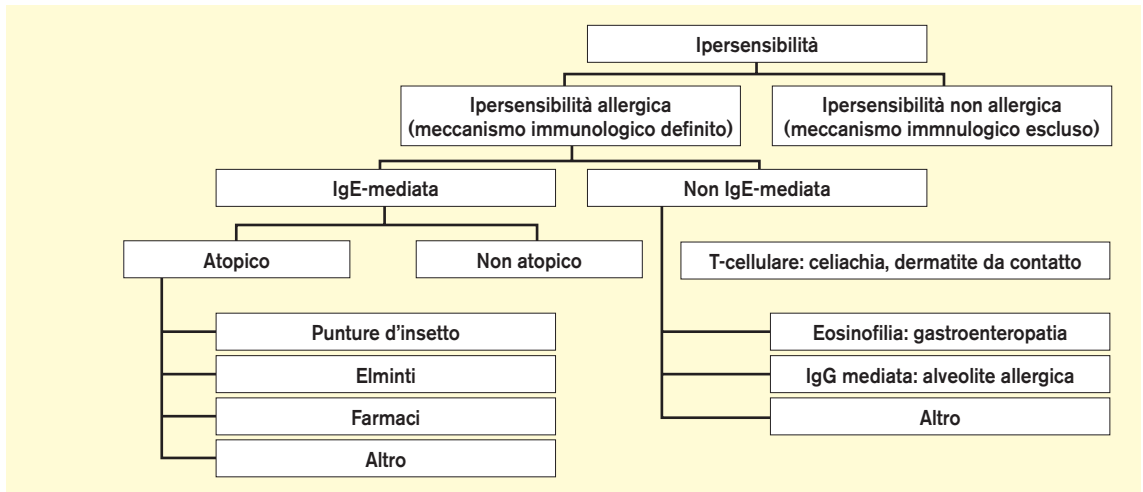 Ipersensibilità
Ipersensibilità allergica
(meccanismo immunologico definito)
Ipersensibilità non allergica
(meccanismo immnulogico escluso)
IgE-mediata
Non IgE-mediata
Atopico
Non atopico
T-cellulare: celiachia, dermatite da contatto
Punture d'insetto
Eosinofilia: gastroenteropatia
Elminti
IgG mediata: alveolite allergica
Farmaci
Altro
Altro